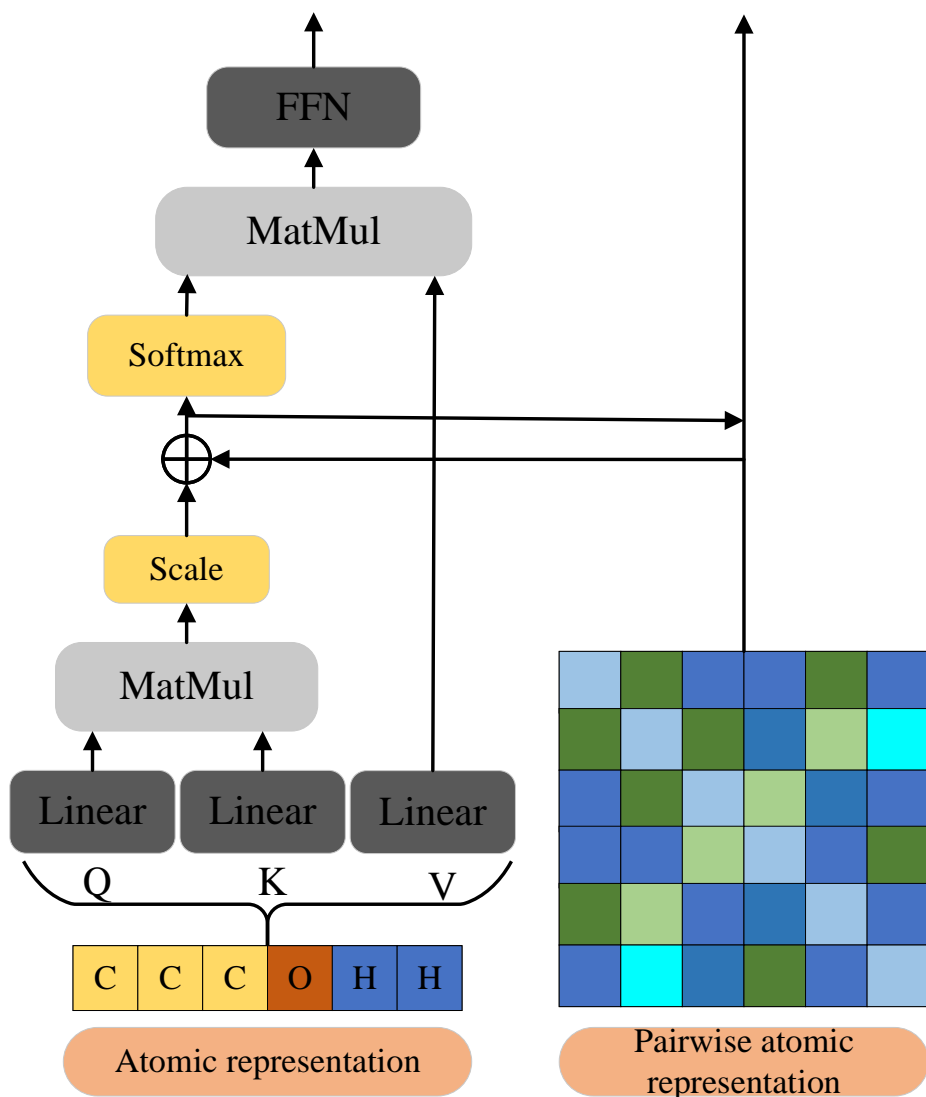 FFN
MatMul
Softmax
Scale
MatMul
Linear Linear Linear
Q K V
C C C O H H
Atomic representation
Pairwise atomic
representation